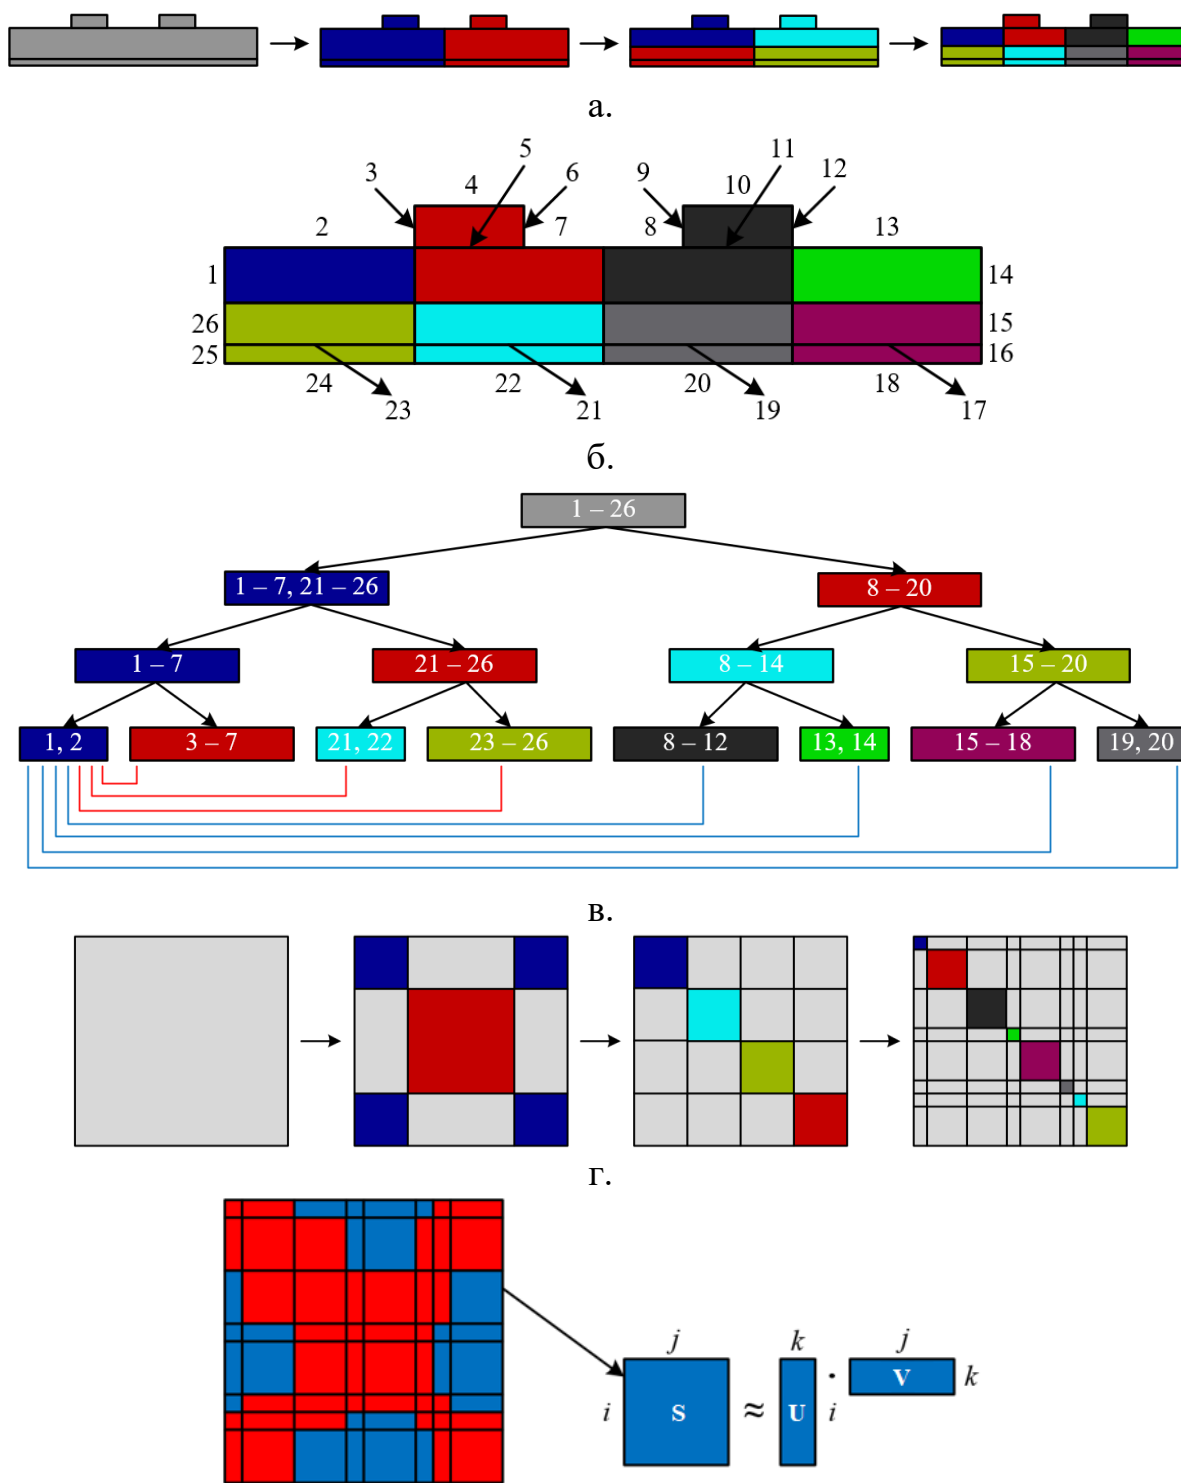 а.
5 11
3 4 6 9 10 12
2 7 8 13
1 14
26 15
25 16
24 22 20 18
23 21 19 17
б.
1 – 26
1 – 7, 21 – 26 8 – 20
1 – 7 21 – 26 8 – 14 15 – 20
1, 2 3 – 7 21, 22 23 – 26 8 – 12 13, 14 15 – 18 19, 20
в.
г.
j k j
i S ≈ U · i V k